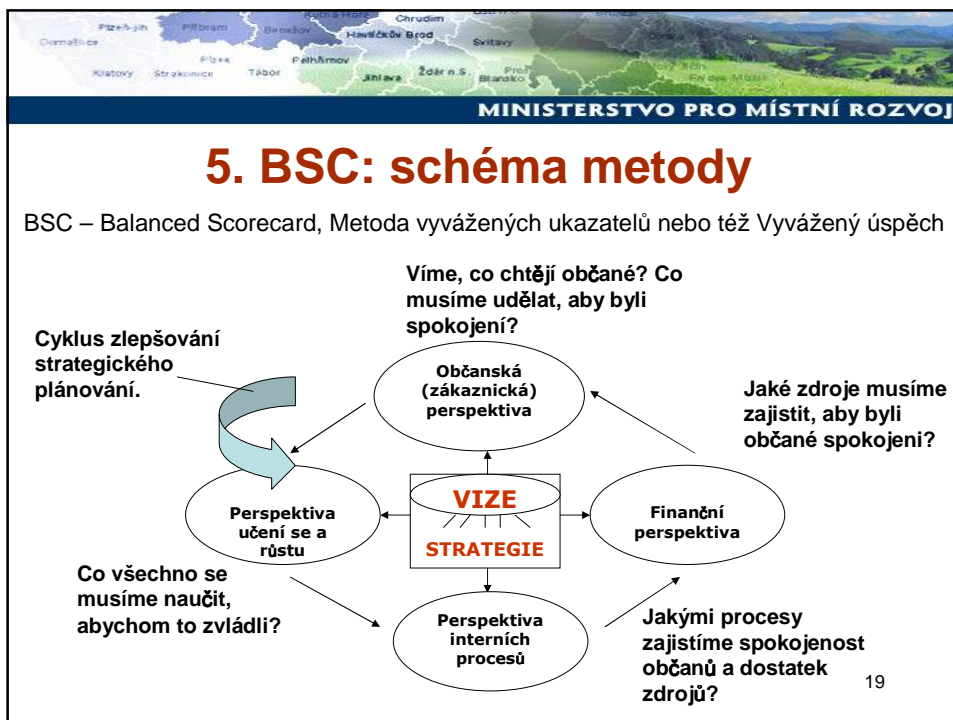 Kutná Hora
Chrudim
Plzeň-jih
Příbram
Benešov
Havlíčkův Brod
Svitavy
Domažlice
Pelhřimov
Písek
Klatovy
Strakonice
Tábor
Jihlava
Žďár n.S.
Blansko
MINISTERSTVO PRO MÍSTNÍ ROZVOJ
5. BSC: schéma metody
BSC – Balanced Scorecard, Metoda vyvážených ukazatelů nebo též Vyvážený úspěch
Víme, co chtějí občané? Co
musíme udělat, aby byli
spokojení?
Cyklus zlepšování
strategického
plánování.
Občanská
(zákaznická)
perspektiva
Jaké zdroje musíme
zajistit, aby byli
občané spokojeni?
Perspektiva
učení se a
růstu
VIZE
STRATEGIE
Finanční
perspektiva
Co všechno se
musíme naučit,
abychom to zvládli?
Perspektiva
interních
procesů
Jakými procesy
zajistíme spokojenost
občanů a dostatek
zdrojů?
19